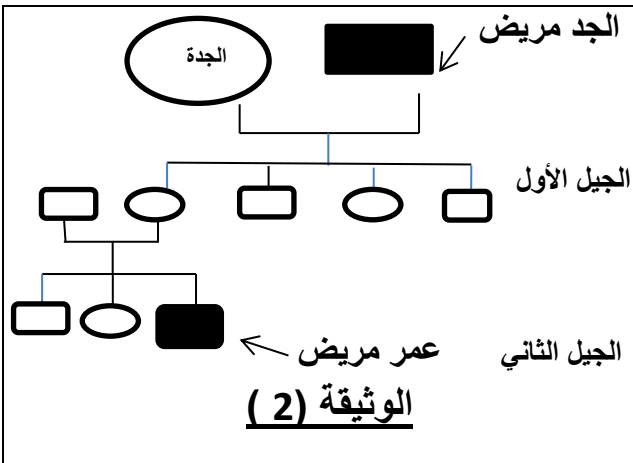 الجد مريض
الجدة
الجيل الأول
الجيل الثاني
عمر مريض
الوثيقة (2 )